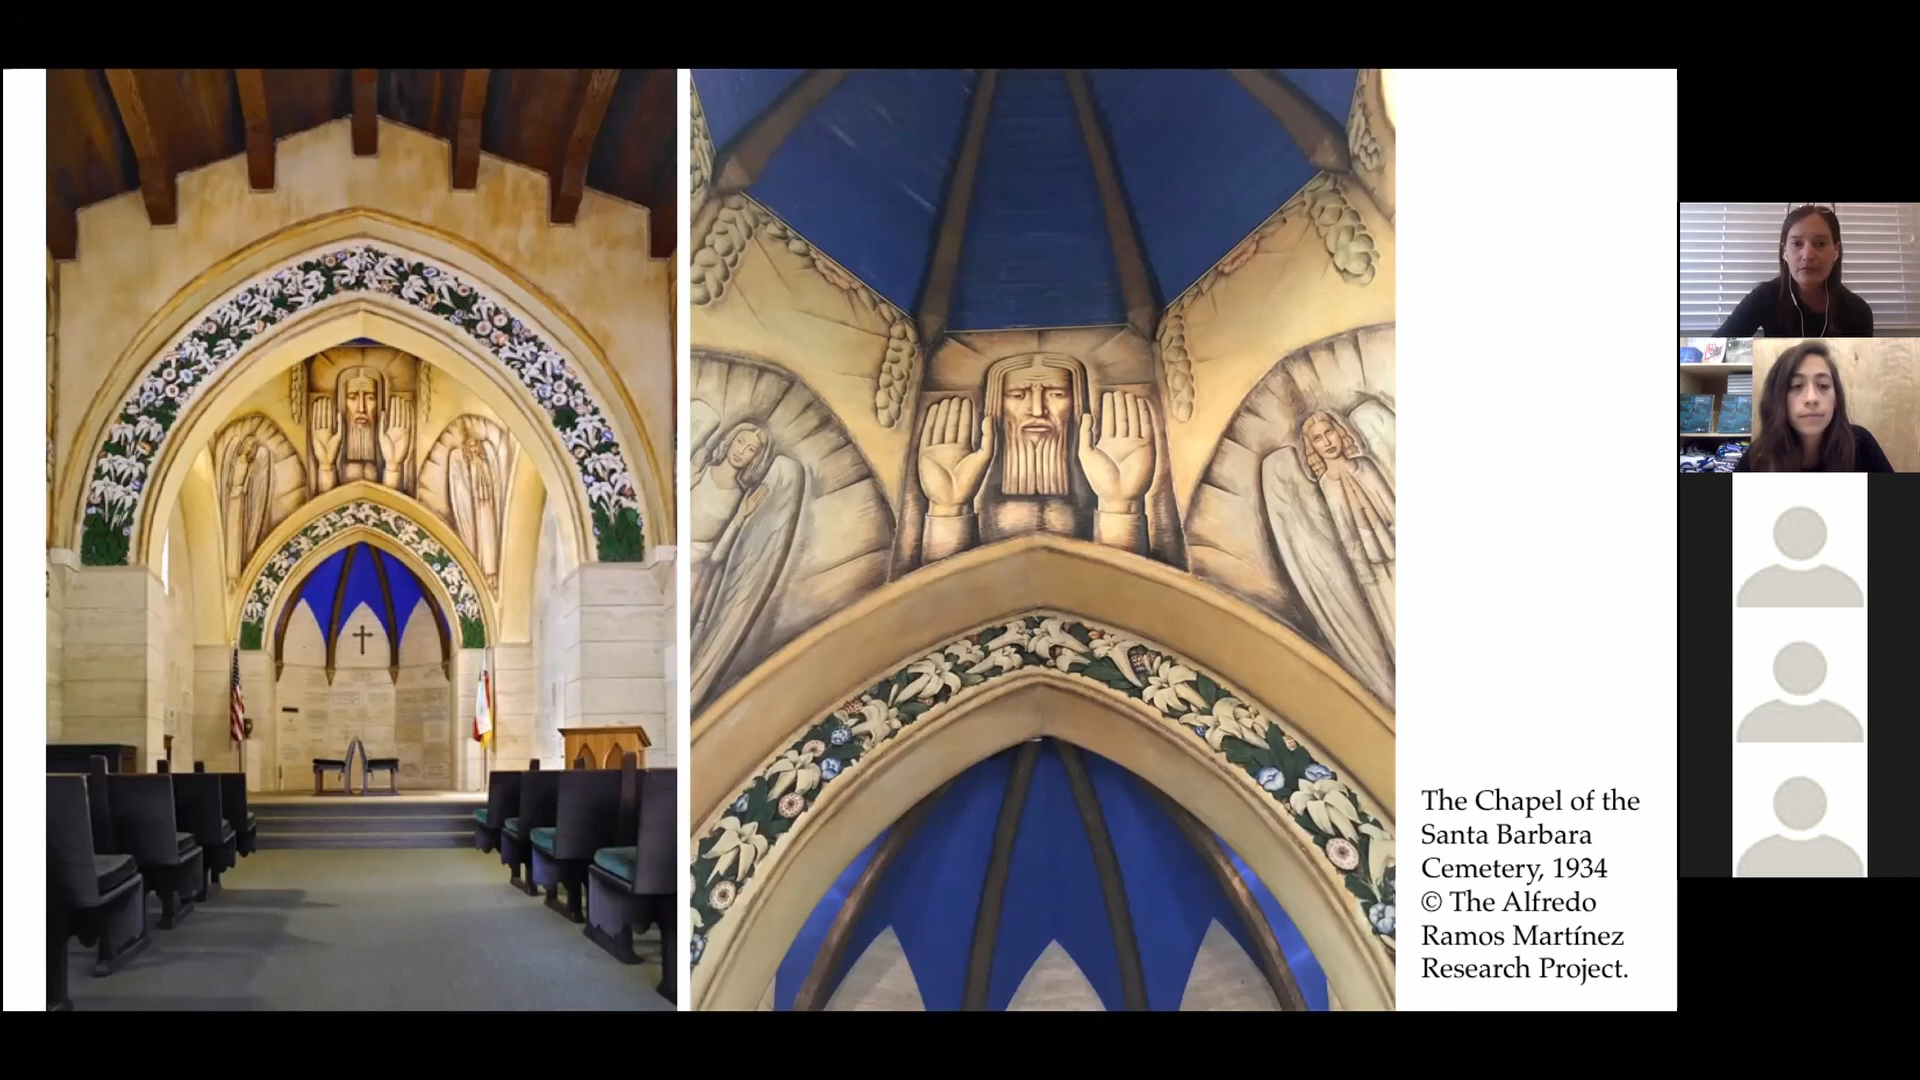 The Chapel of the
Santa Barbara
Cemetery, 1934
© The Alfredo
Ramos Martínez
Research Project.